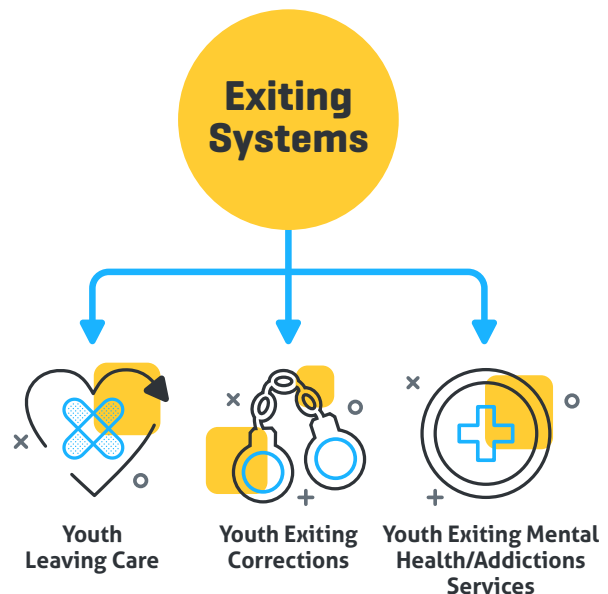 Exiting
Systems
Youth
Leaving Care
Youth Exiting
Corrections
Youth Exiting Mental
Health/Addictions
Services